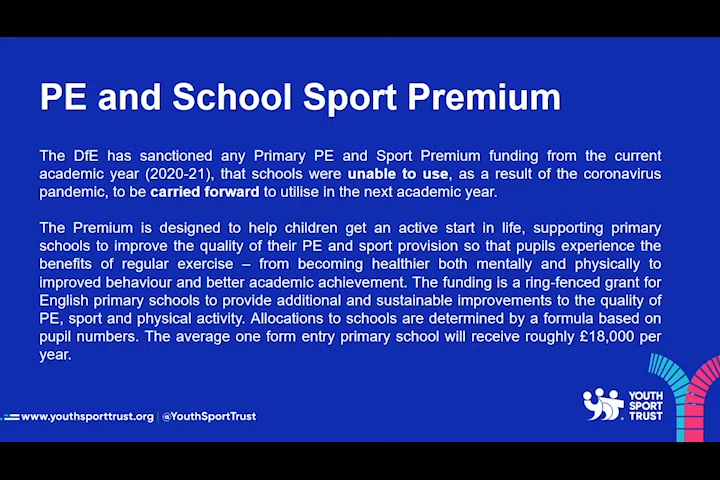 PE and School Sport Premium
The DfE has sanctioned any Primary PE and Sport Premium funding from the current
academic year (2020-21), that schools were unable to use, as a result of the coronavirus
pandemic, to be carried forward to utilise in the next academic year.
The Premium is designed to help children get an active start in life, supporting primary
schools to improve the quality of their PE and sport provision so that pupils experience the
benefits of regular exercise – from becoming healthier both mentally and physically to
improved behaviour and better academic achievement. The funding is a ring-fenced grant for
English primary schools to provide additional and sustainable improvements to the quality of
PE, sport and physical activity. Allocations to schools are determined by a formula based on
pupil numbers. The average one form entry primary school will receive roughly £18,000 per
year.
www.youthsporttrust.org | @YouthSportTrust
YOUTH
SPORT
TRUST